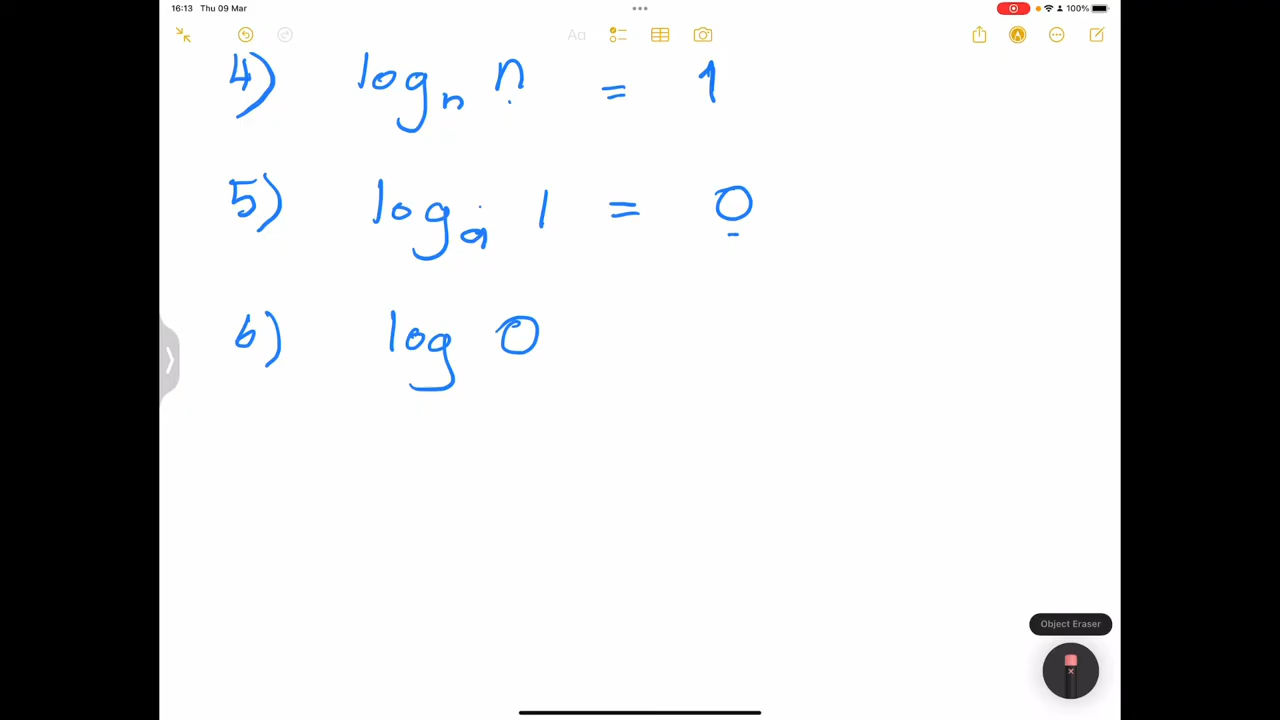 16:13 Thu 09 Mar
100%
Aa
4) logₙ n = 1
5) logₐ 1 = 0
6) log 0
Object Eraser